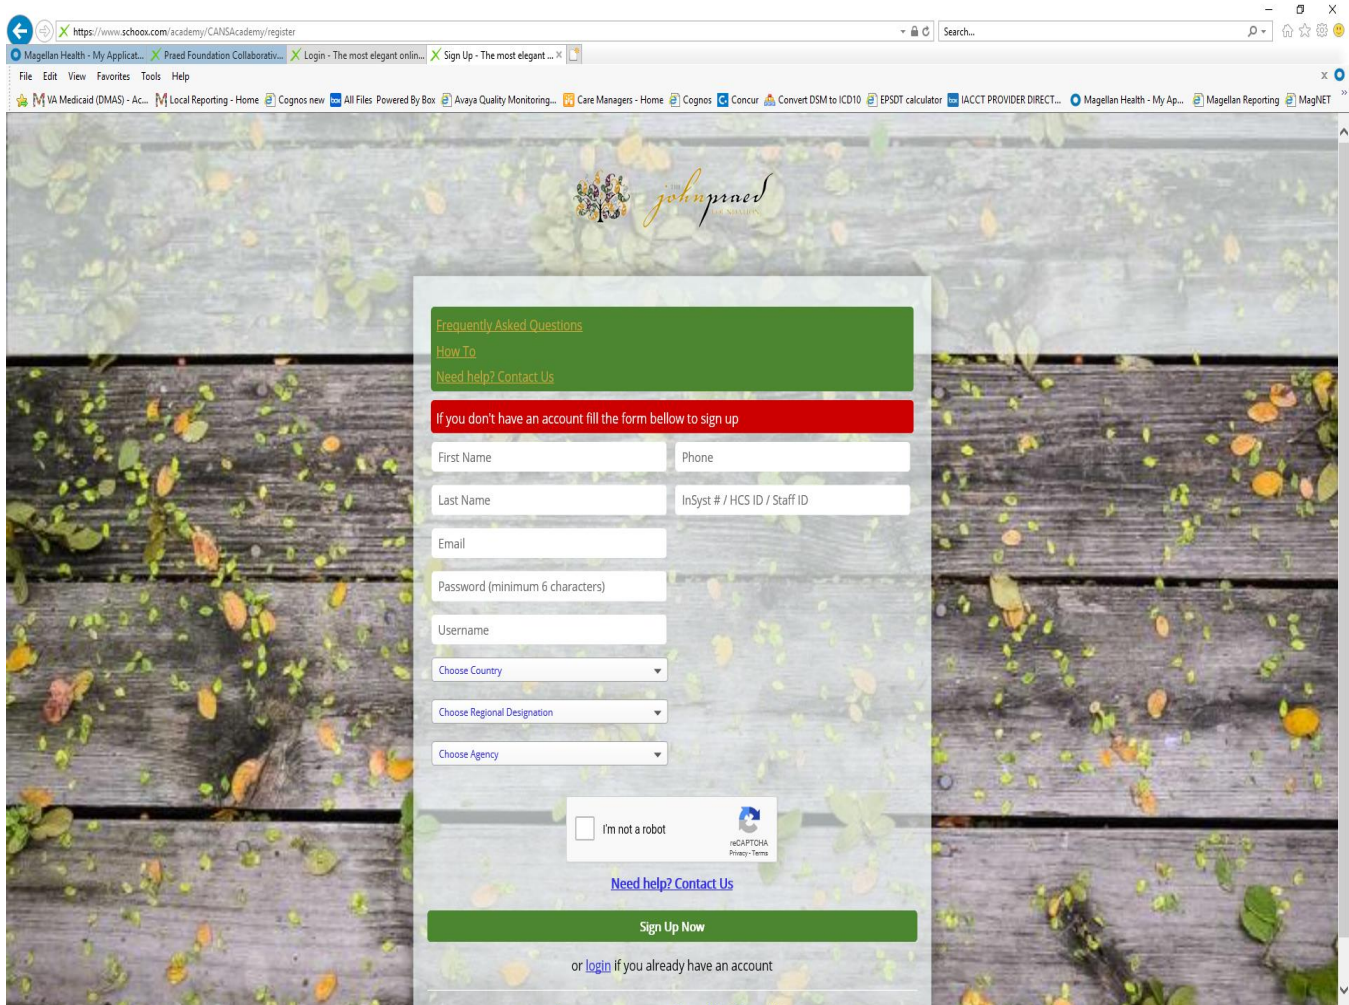 https://www.schoox.com/academy/CANSAcademy/register
Search...
Magellan Health - My Applicat...
Praed Foundation Collaborativ...
Login - The most elegant onlin...
Sign Up - The most elegant ...
File Edit View Favorites Tools Help
VA Medicaid (DMAS) - Ac...
Local Reporting - Home
Cognos new
box
All Files Powered By Box
Avaya Quality Monitoring...
Care Managers - Home
Cognos
Concur
Convert DSM to ICD10
EPSDT calculator
box
IACCT PROVIDER DIRECT...
Magellan Health - My Ap...
Magellan Reporting
MagNET
THE
johnpraed
FOUNDATION
Frequently Asked Questions
How To
Need help? Contact Us
If you don't have an account fill the form bellow to sign up
First Name
Phone
Last Name
InSyst # / HCS ID / Staff ID
Email
Password (minimum 6 characters)
Username
Choose Country
Choose Regional Designation
Choose Agency
I'm not a robot
reCAPTCHA
Privacy - Terms
Need help? Contact Us
Sign Up Now
or login if you already have an account